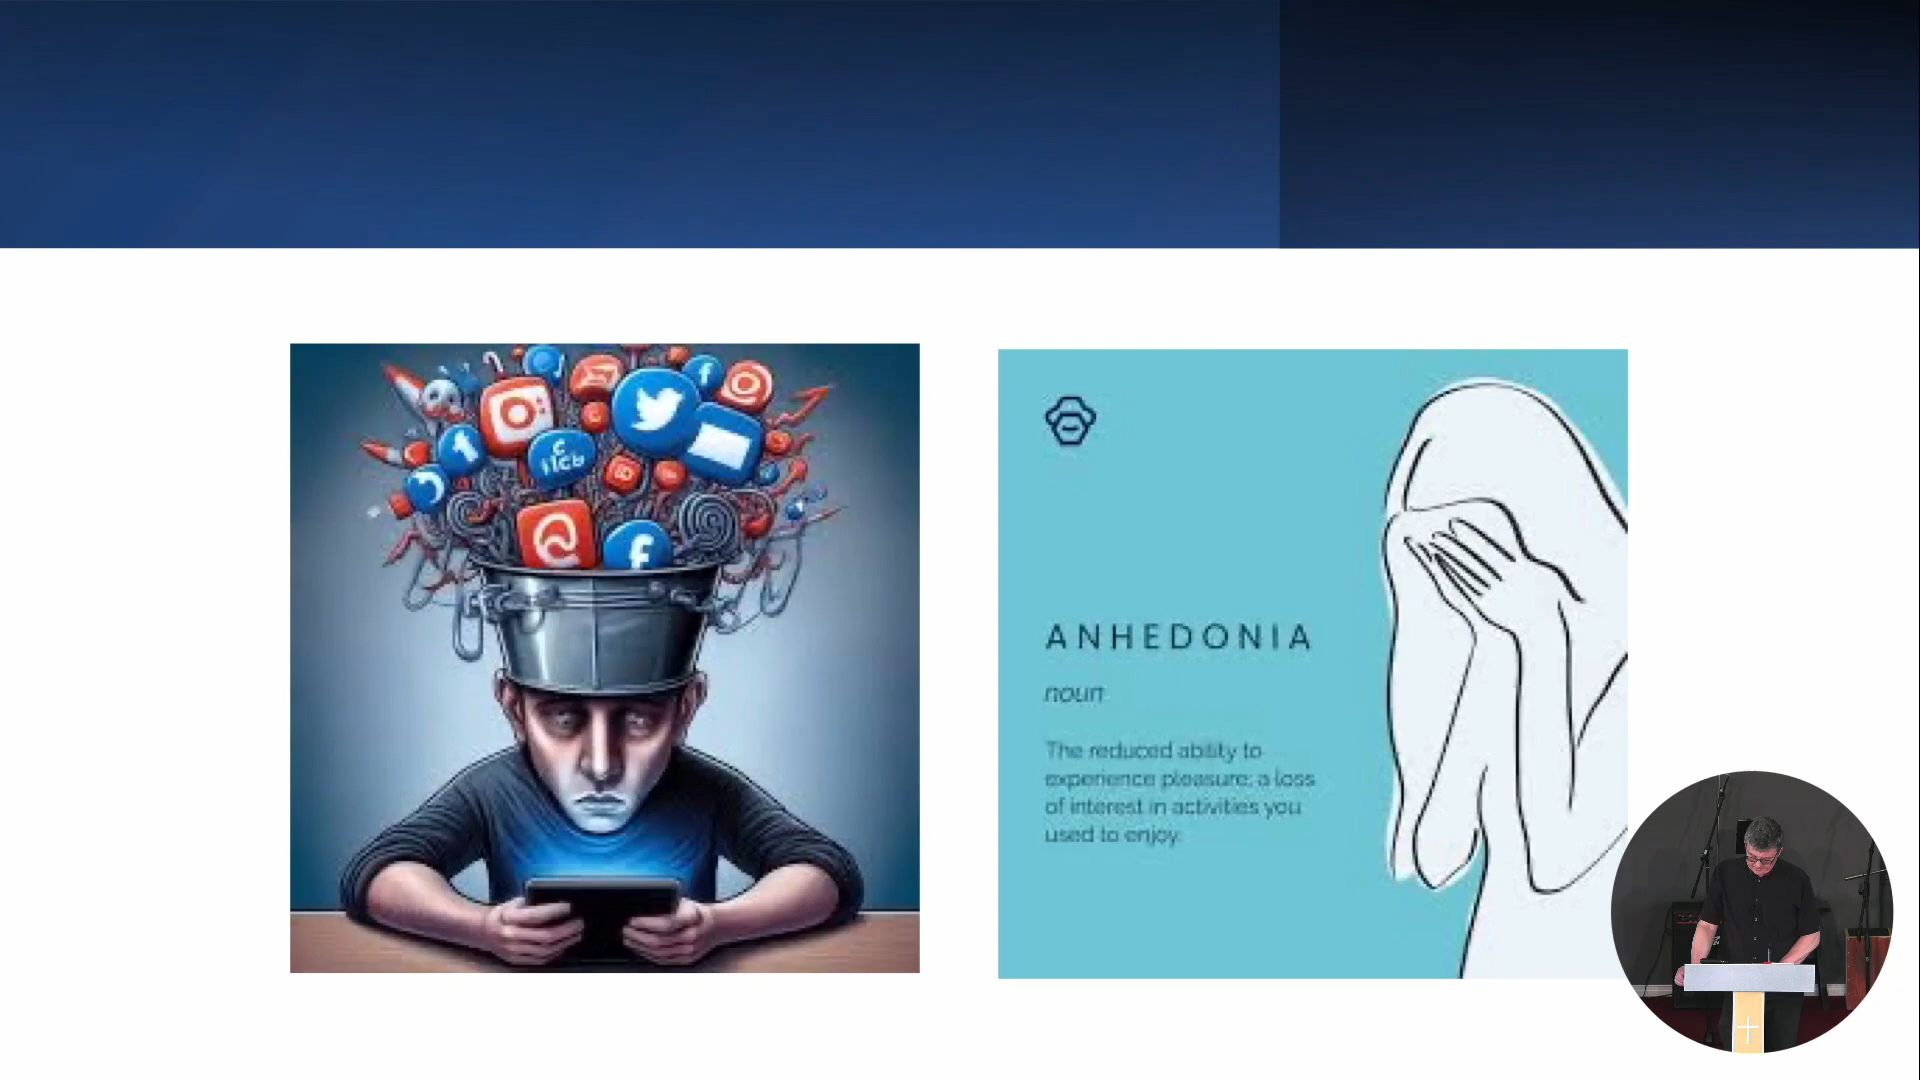 ANHEDONIA
noun
The reduced ability to
experience pleasure; a loss
of interest in activities you
used to enjoy.